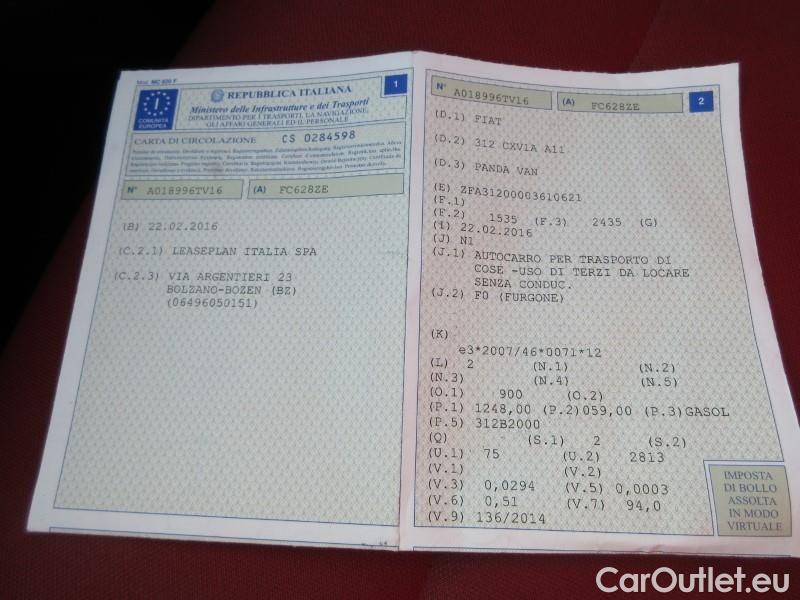 Mod. MC 820 F
1
I
COMUNITÀ
EUROPEA
REPUBBLICA ITALIANA
Ministero delle Infrastrutture e dei Trasporti
DIPARTIMENTO PER I TRASPORTI, LA NAVIGAZIONE,
GLI AFFARI GENERALI ED IL PERSONALE
CARTA DI CIRCOLAZIONE CS 0284598
N° A018996TV16 (A) FC628ZE
(B) 22.02.2016
(C.2.1) LEASEPLAN ITALIA SPA
(C.2.3) VIA ARGENTIERI 23
BOLZANO-BOZEN (BZ)
(06496050151)
N° A018996TV16 (A) FC628ZE 2
(D.1) FIAT
(D.2) 312 CXV1A A11
(D.3) PANDA VAN
(E) ZFA31200003610621
(F.1)
(F.2) 1535 (F.3) 2435 (G)
(I) 22.02.2016
(J) N1
(J.1) AUTOCARRO PER TRASPORTO DI
COSE -USO DI TERZI DA LOCARE
SENZA CONDUC.
(J.2) F0 (FURGONE)
(K)
e3*2007/46*0071*12
(L) 2 (N.1) (N.2)
(N.3) (N.4) (N.5)
(O.1) 900 (O.2)
(P.1) 1248,00 (P.2)059,00 (P.3)GASOL
(P.5) 312B2000
(Q) (S.1) 2 (S.2)
(U.1) 75 (U.2) 2813
(V.1) (V.2)
(V.3) 0,0294 (V.5) 0,0003
(V.6) 0,51 (V.7) 94,0
(V.9) 136/2014
IMPOSTA
DI BOLLO
ASSOLTA
IN MODO
VIRTUALE
CarOutlet.eu